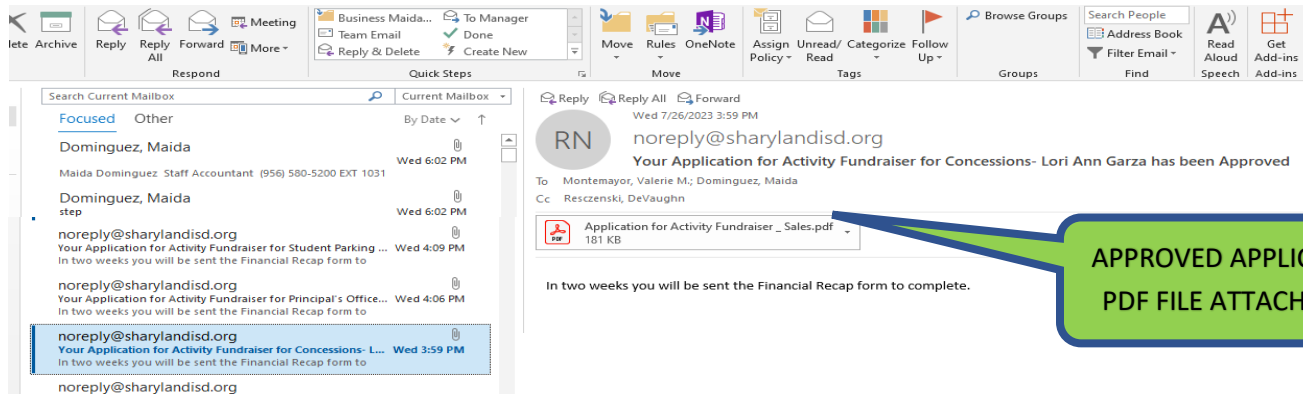 lete Archive
Reply
Reply All
Forward
Meeting
More
Respond
Business Maida...
Team Email
Reply & Delete
To Manager
Done
Create New
Quick Steps
Move
Rules
OneNote
Move
Assign Policy
Unread/ Read
Categorize
Follow Up
Tags
Browse Groups
Groups
Search People
Address Book
Filter Email
Find
Read Aloud
Speech
Get Add-ins
Add-ins
Search Current Mailbox
Current Mailbox
Focused Other
By Date
Dominguez, Maida
Wed 6:02 PM
Maida Dominguez Staff Accountant (956) 580-5200 EXT 1031
Dominguez, Maida
step Wed 6:02 PM
noreply@sharylandisd.org
Your Application for Activity Fundraiser for Student Parking ... Wed 4:09 PM
In two weeks you will be sent the Financial Recap form to
noreply@sharylandisd.org
Your Application for Activity Fundraiser for Principal's Office... Wed 4:06 PM
In two weeks you will be sent the Financial Recap form to
noreply@sharylandisd.org
Your Application for Activity Fundraiser for Concessions- L... Wed 3:59 PM
In two weeks you will be sent the Financial Recap form to
noreply@sharylandisd.org
Reply Reply All Forward
Wed 7/26/2023 3:59 PM
RN
noreply@sharylandisd.org
Your Application for Activity Fundraiser for Concessions- Lori Ann Garza has been Approved
To Montemayor, Valerie M.; Dominguez, Maida
Cc Resczenski, DeVaughn
PDF
Application for Activity Fundraiser _ Sales.pdf
181 KB
In two weeks you will be sent the Financial Recap form to complete.
APPROVED APPLIC
PDF FILE ATTACH